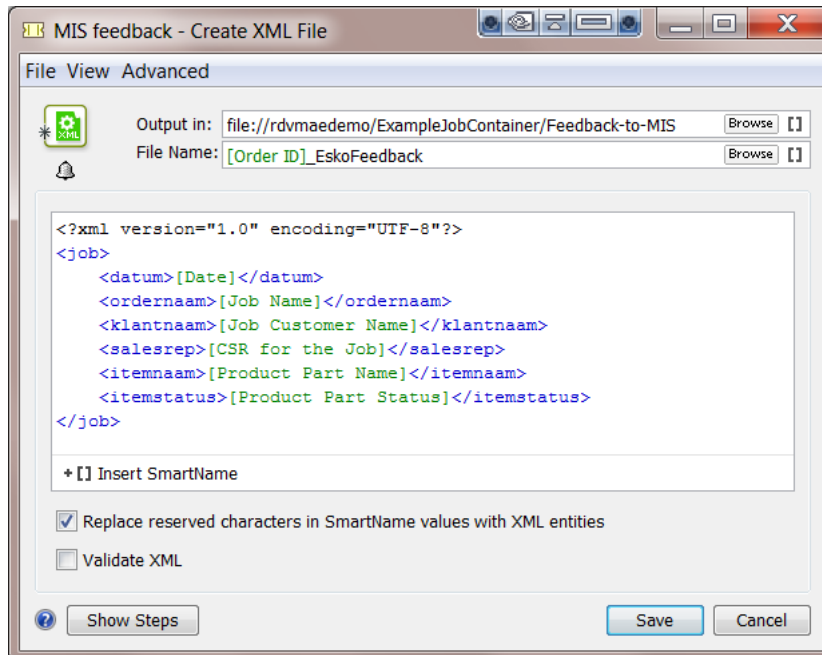 MIS feedback - Create XML File
File View Advanced
Output in: file://rdvmaedemo/ExampleJobContainer/Feedback-to-MIS Browse []
File Name: [Order ID]_EskoFeedback Browse []
XML
<?xml version="1.0" encoding="UTF-8"?>
<job>
    <datum>[Date]</datum>
    <ordernaam>[Job Name]</ordernaam>
    <klantnaam>[Job Customer Name]</klantnaam>
    <salesrep>[CSR for the Job]</salesrep>
    <itemnaam>[Product Part Name]</itemnaam>
    <itemstatus>[Product Part Status]</itemstatus>
</job>
+[] Insert SmartName
Replace reserved characters in SmartName values with XML entities
Validate XML
? Show Steps Save Cancel